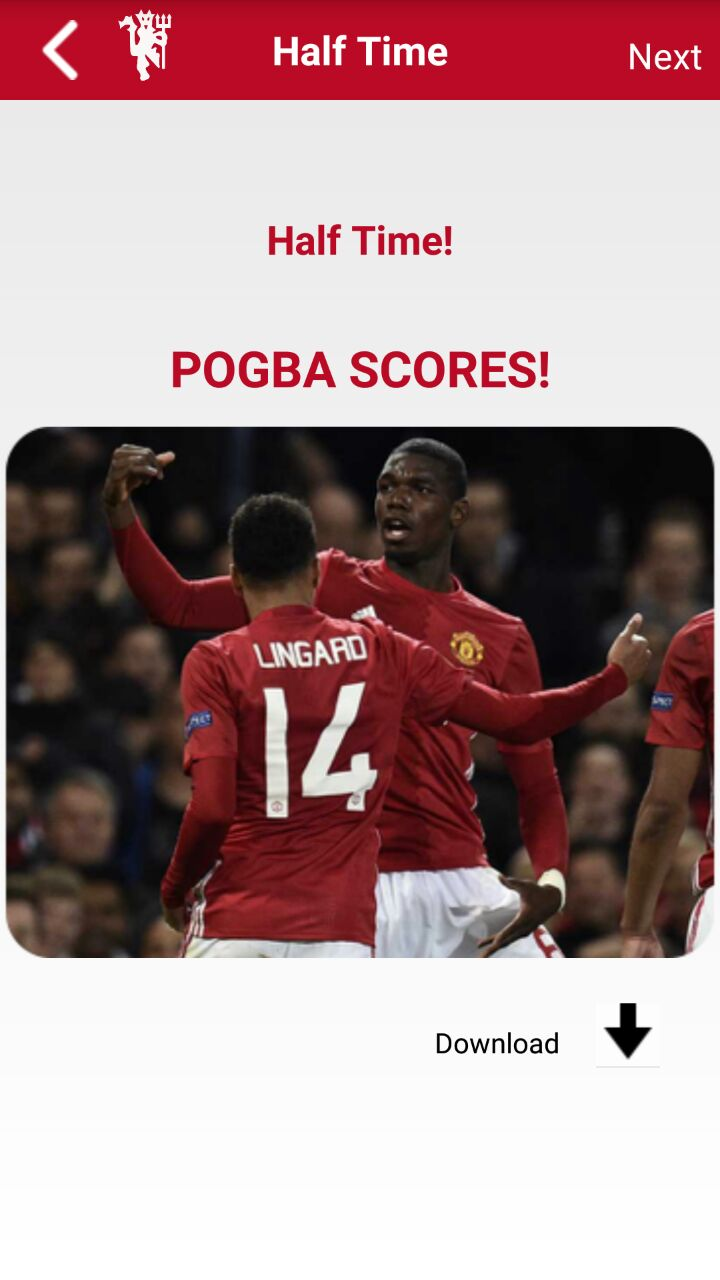 Half Time
Next
Half Time!
POGBA SCORES!
LINGARD
14
Download